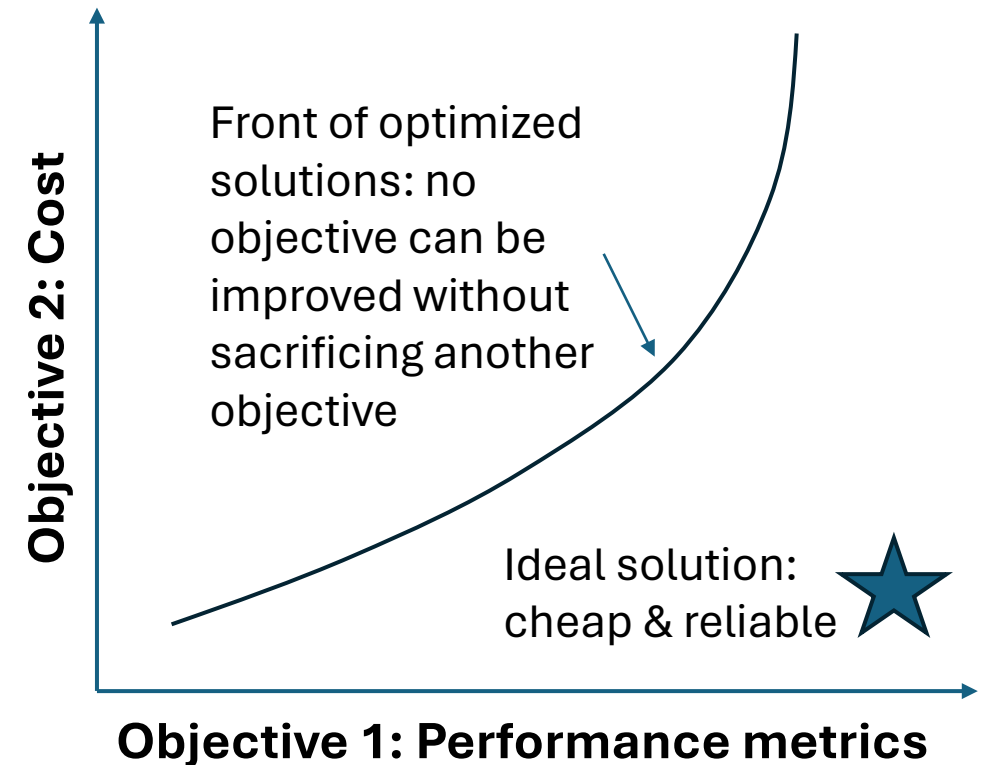 Objective 2: Cost
Front of optimized
solutions: no
objective can be
improved without
sacrificing another
objective
Ideal solution:
cheap & reliable
Objective 1: Performance metrics